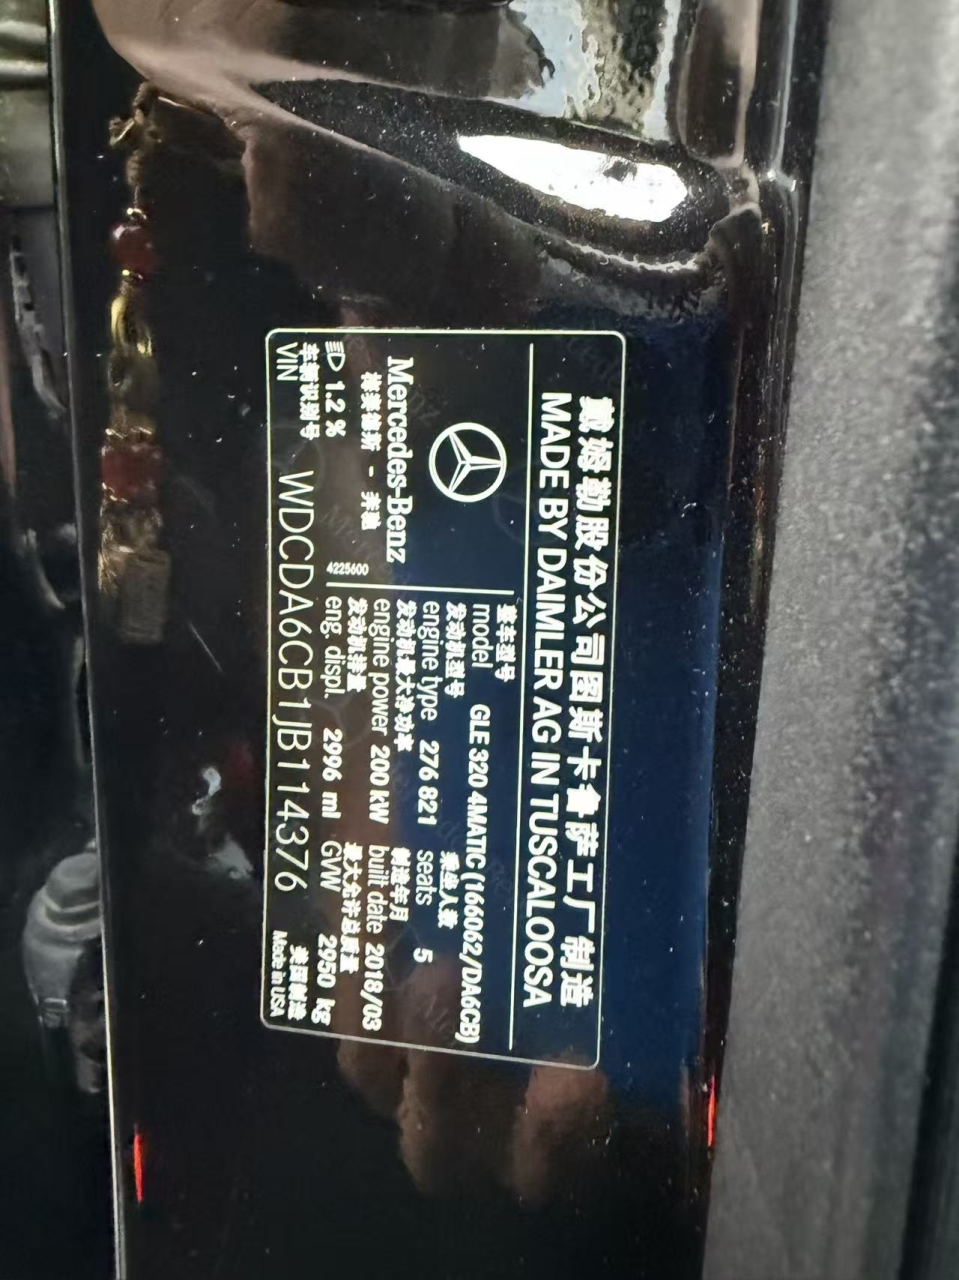 戴姆勒股份公司图斯卡鲁萨工厂制造
MADE BY DAIMLER AG IN TUSCALOOSA
Mercedes-Benz
梅赛德斯 - 奔驰
1.2 %
4225600
整车型号
model GLE 320 4MATIC (166062/DA6CB)
发动机型号 乘坐人数
engine type 276 821 seats 5
发动机最大净功率 制造年月
engine power 200 kW built date 2018/03
发动机排量 最大允许总质量
eng. displ. 2996 ml GVW 2950 kg
车辆识别号 美国制造
VIN WDCDA6CB1JB114376 Made in USA